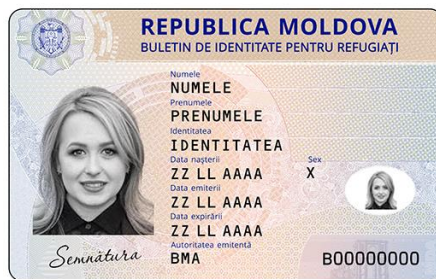 REPUBLICA MOLDOVA
BULETIN DE IDENTITATE PENTRU REFUGIAȚI
Numele
NUMELE
Prenumele
PRENUMELE
Identitatea
IDENTITATEA
Data nașterii Sex
ZZ LL AAAA X
Data emiterii
ZZ LL AAAA
Data expirării
ZZ LL AAAA
Autoritatea emitentă
Semnătura BMA B00000000